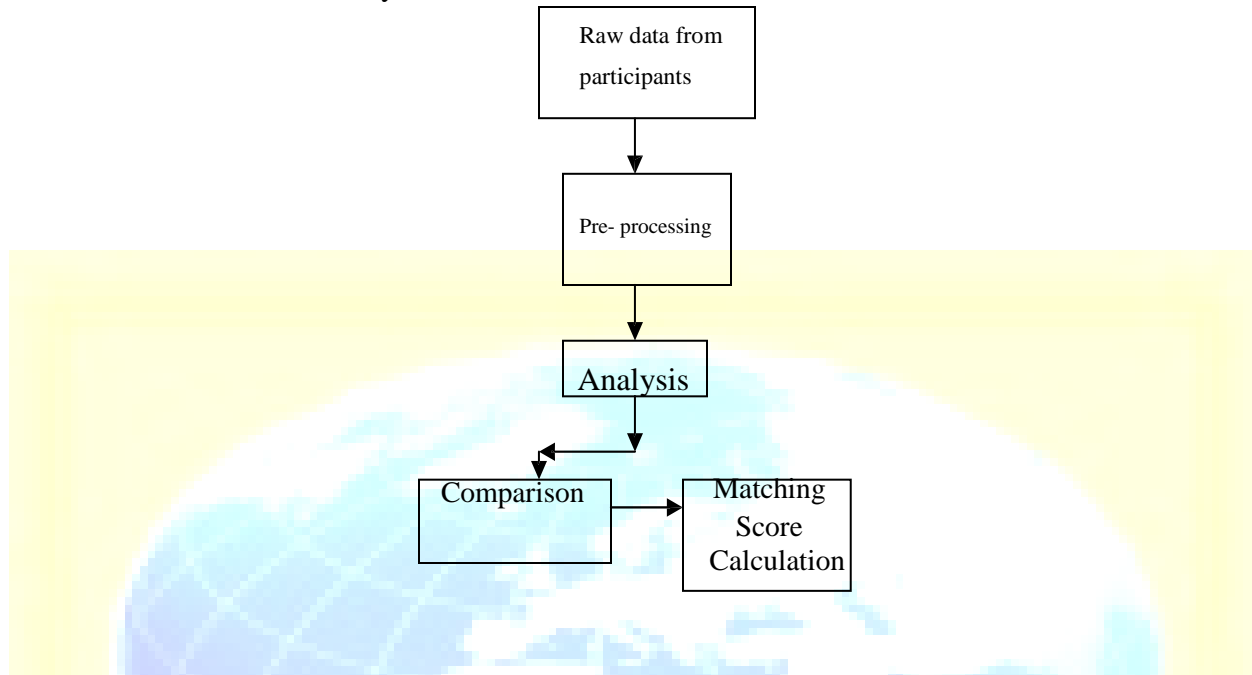 Raw data from
participants
Pre- processing
Analysis
Comparison
Matching
Score
Calculation